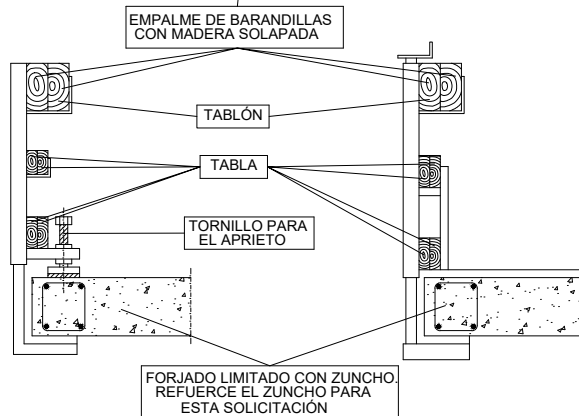 EMPALME DE BARANDILLAS
CON MADERA SOLAPADA
TABLÓN
TABLA
TORNILLO PARA
EL APRIETO
FORJADO LIMITADO CON ZUNCHO.
REFUERCE EL ZUNCHO PARA
ESTA SOLICITACIÓN